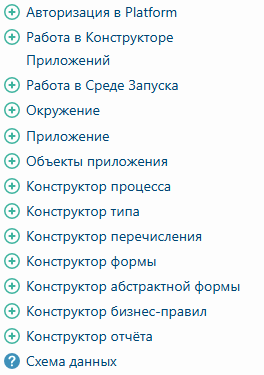 Авторизация в Platform
Работа в Конструкторе
Приложений
Работа в Среде Запуска
Окружение
Приложение
Объекты приложения
Конструктор процесса
Конструктор типа
Конструктор перечисления
Конструктор формы
Конструктор абстрактной формы
Конструктор бизнес-правил
Конструктор отчёта
? Схема данных